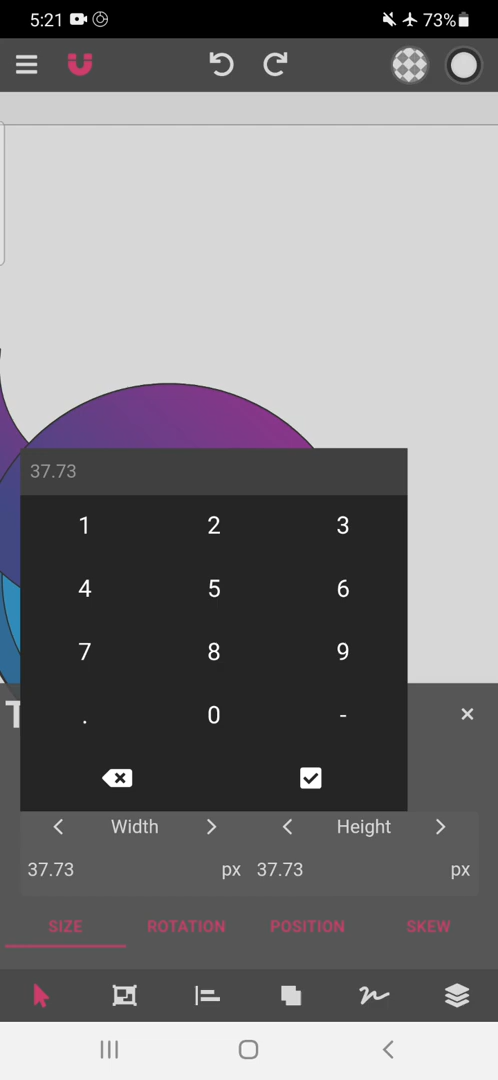 5:21 73%
37.73
1 2 3
4 5 6
7 8 9
. 0 -
T
Width Height
37.73 px 37.73 px
SIZE ROTATION POSITION SKEW